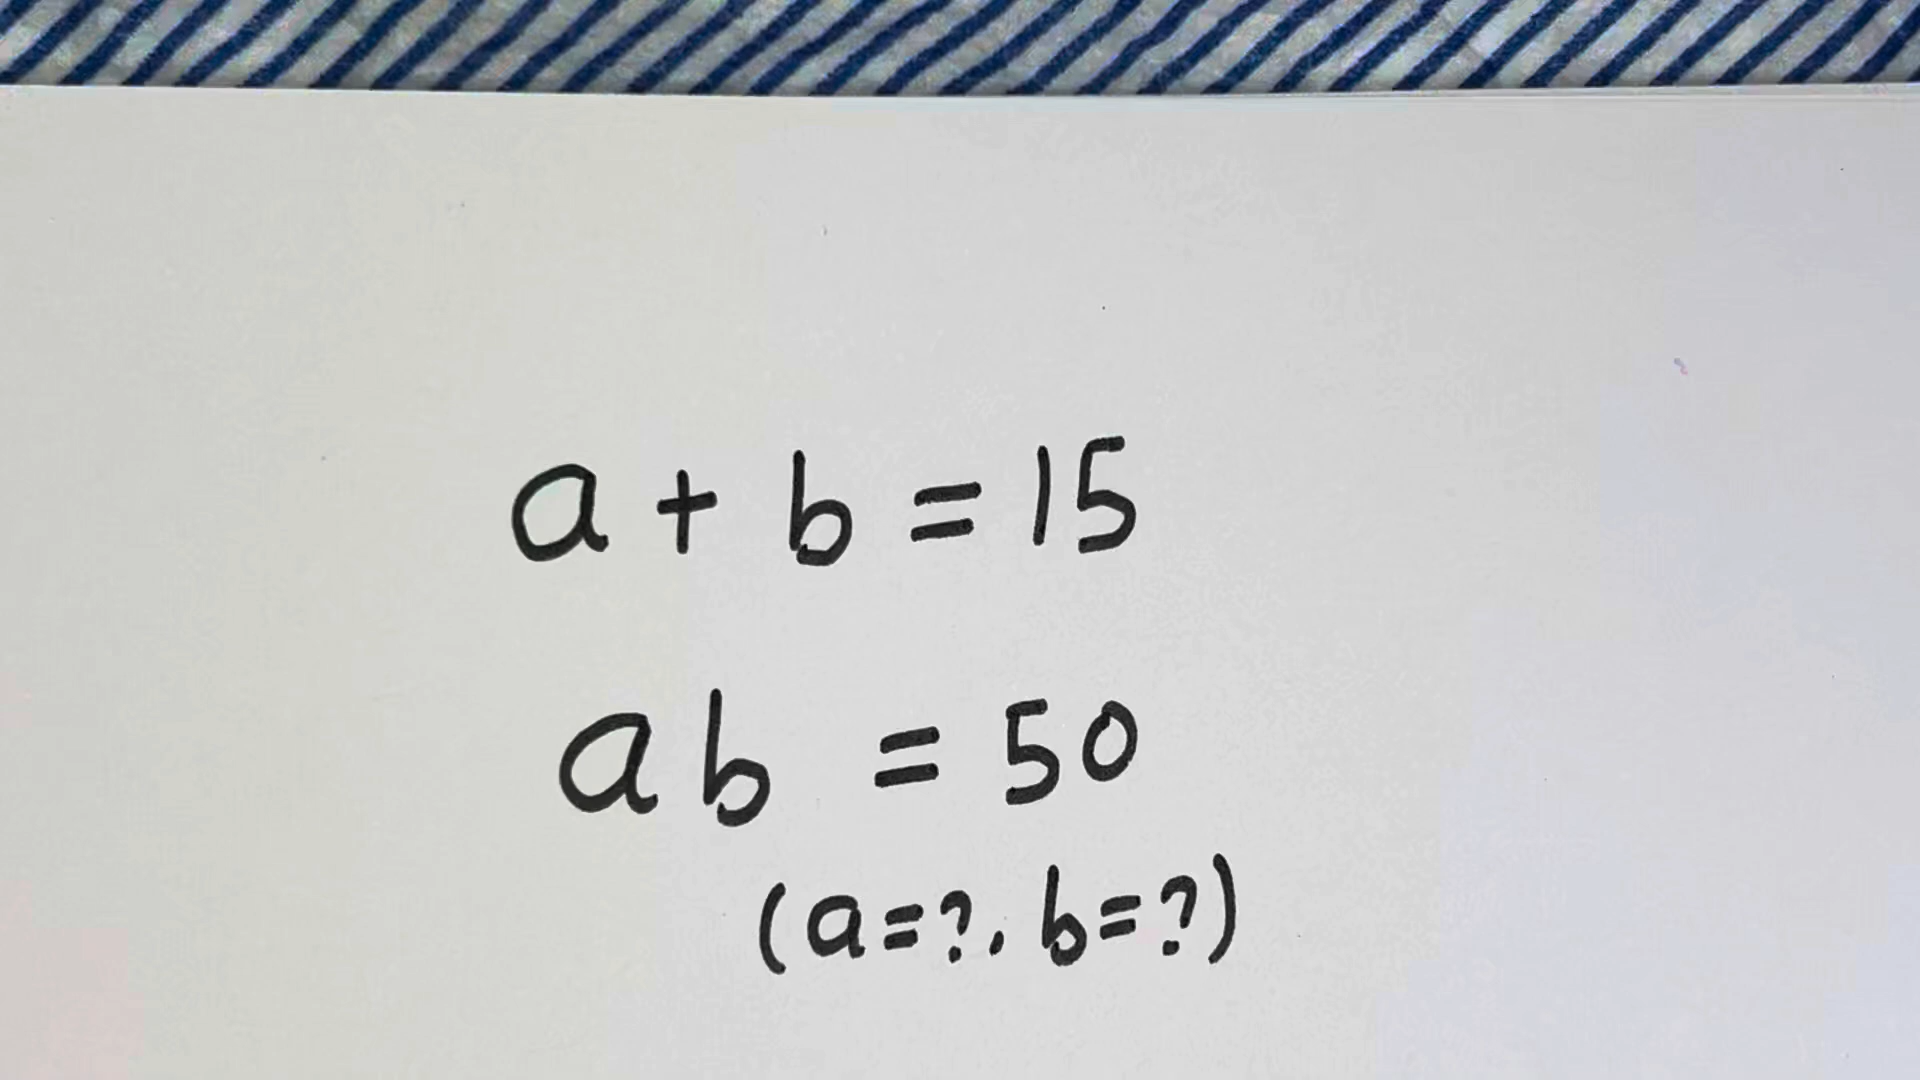 a + b = 15
ab = 50
(a=?. b=?)